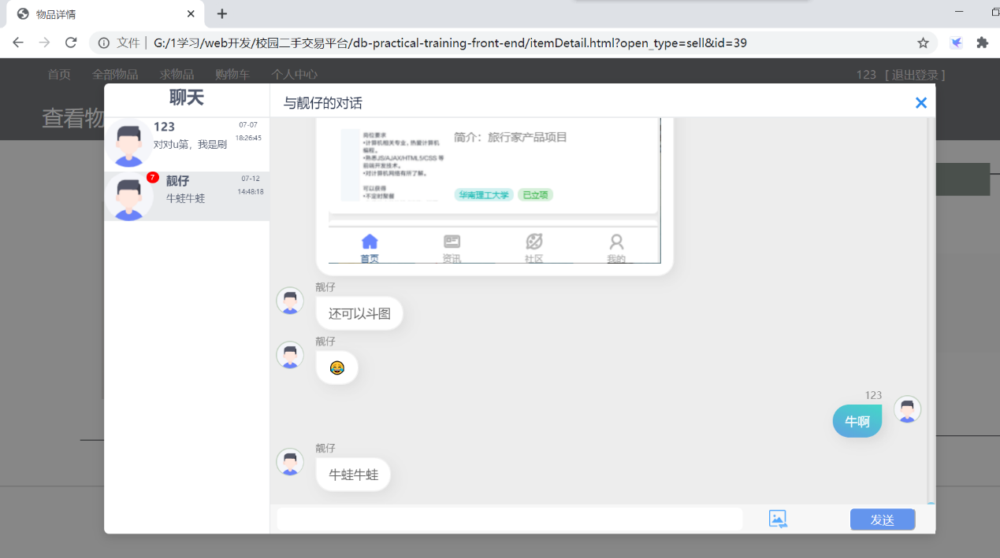 物品详情
文件
G:/1学习/web开发/校园二手交易平台/db-practical-training-front-end/itemDetail.html?open_type=sell&id=39
首页 全部物品 求物品 购物车 个人中心
123 [ 退出登录 ]
查看物
聊天
123
07-07
对对u第，我是刷
18:26:45
7
靓仔
07-12
牛蛙牛蛙
14:48:18
与靓仔的对话
岗位要求
•计算机相关专业，热爱计算机
编程。
•熟悉JS/AJAX/HTML5/CSS 等
前端开发技术。
•对计算机网络有所了解。
可以获得
•不定时聚餐
简介：旅行家产品项目
华南理工大学 已立项
首页 资讯 社区 我的
靓仔
还可以斗图
靓仔
😂
123
牛啊
靓仔
牛蛙牛蛙
发送